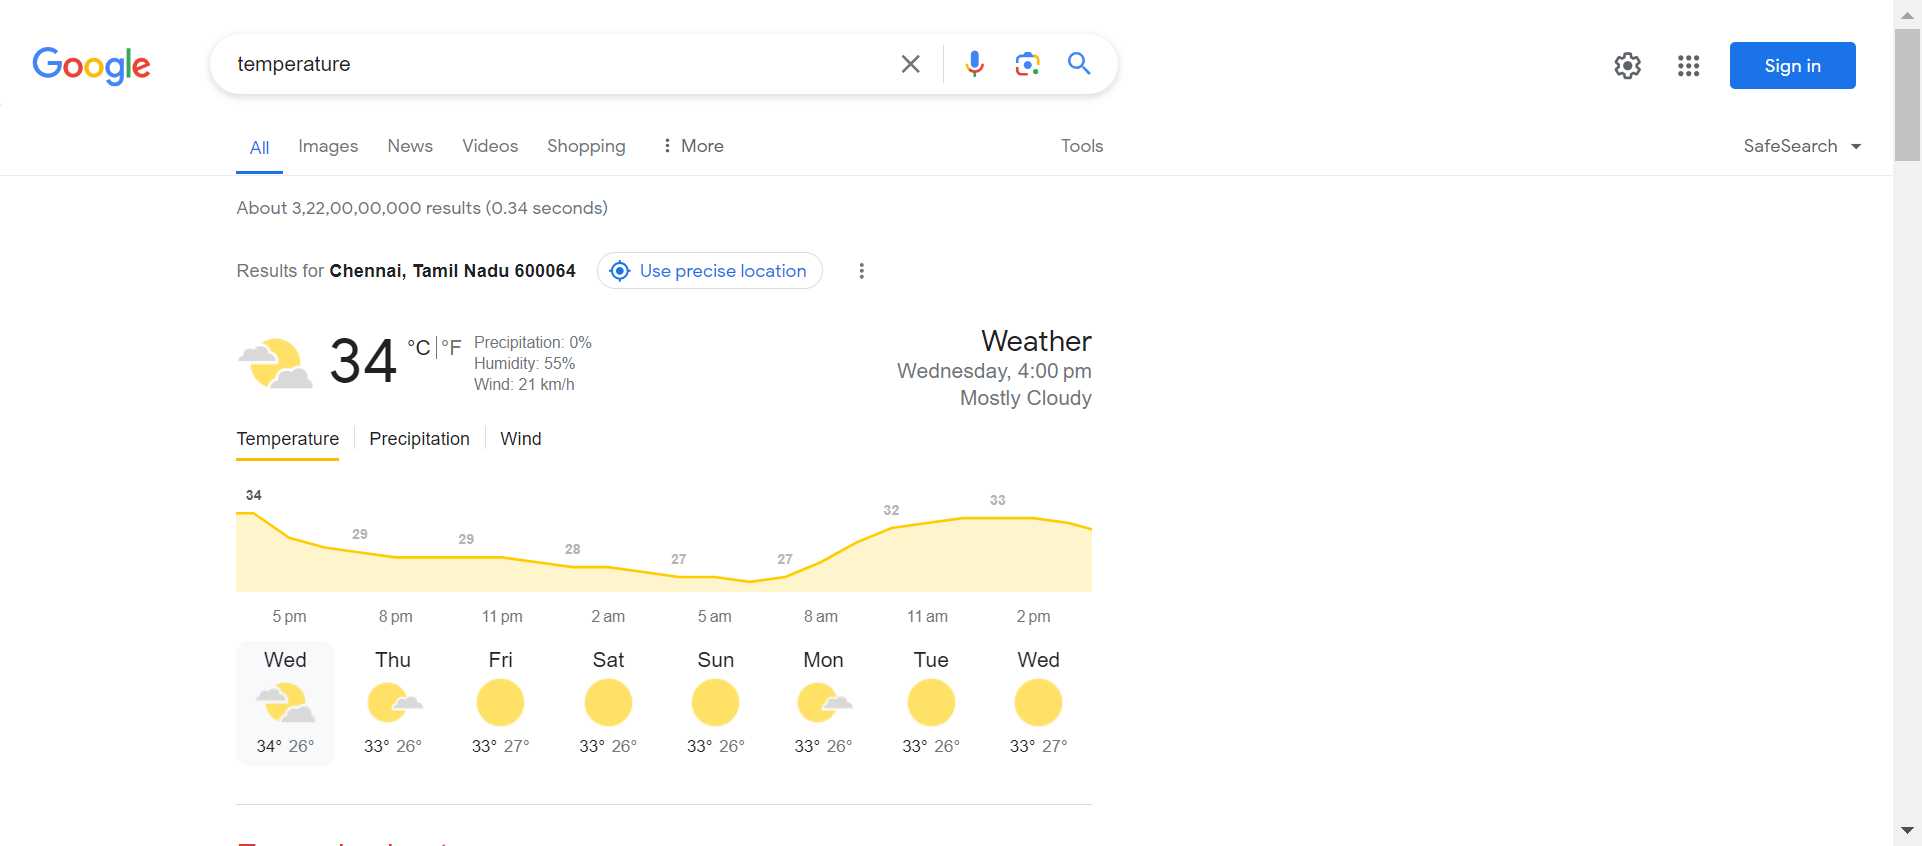 Google
temperature
Sign in
All Images News Videos Shopping More Tools SafeSearch
About 3,22,00,00,000 results (0.34 seconds)
Results for Chennai, Tamil Nadu 600064 Use precise location
34 °C | °F
Precipitation: 0%
Humidity: 55%
Wind: 21 km/h
Weather
Wednesday, 4:00 pm
Mostly Cloudy
Temperature Precipitation Wind
34 29 29 28 27 27 32 33
5 pm 8 pm 11 pm 2 am 5 am 8 am 11 am 2 pm
Wed Thu Fri Sat Sun Mon Tue Wed
34° 26° 33° 26° 33° 27° 33° 26° 33° 26° 33° 26° 33° 26° 33° 27°